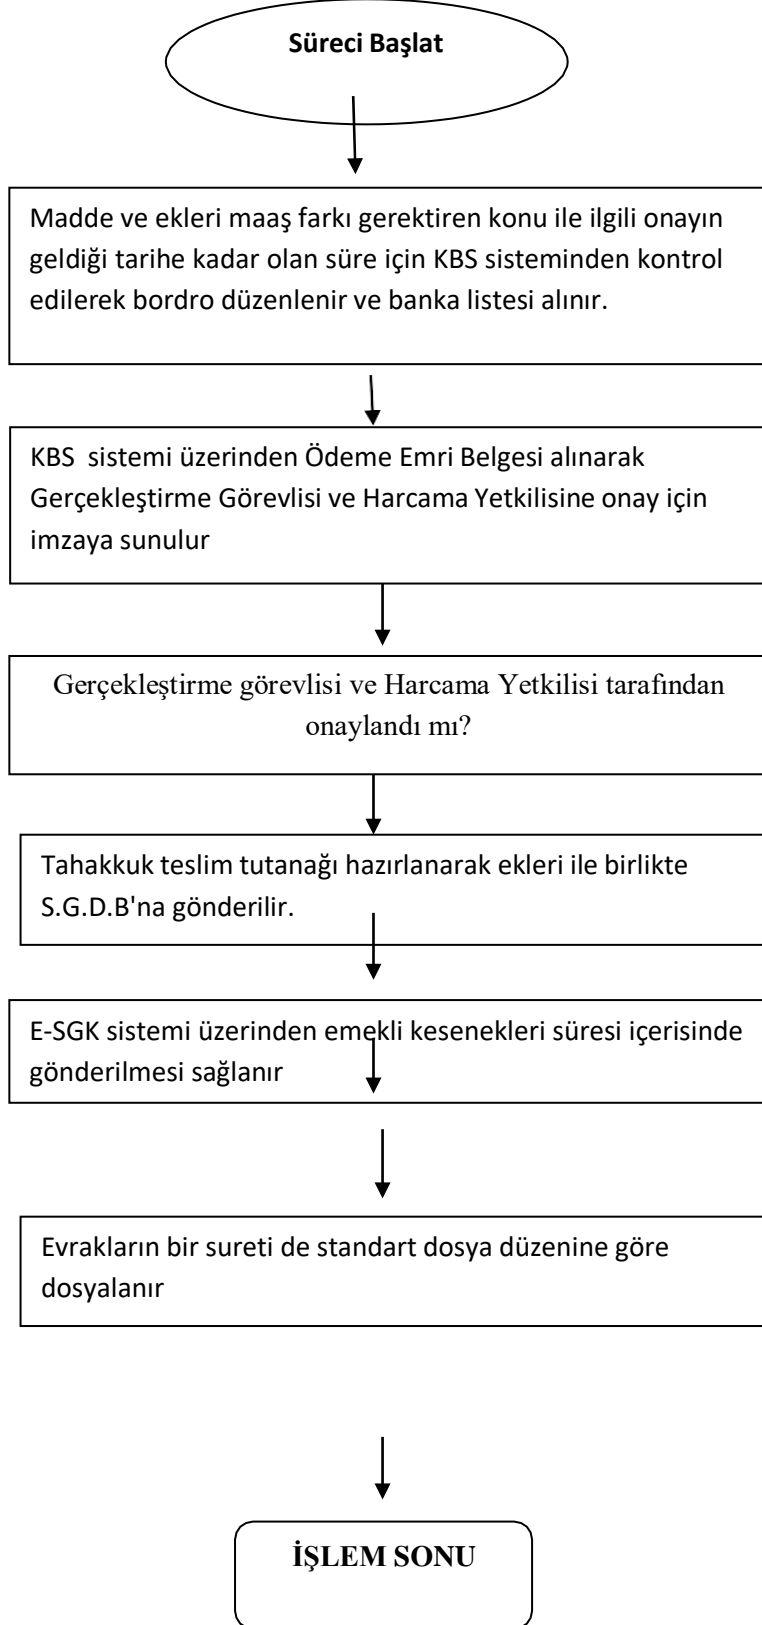 Süreci Başlat
Madde ve ekleri maaş farkı gerektiren konu ile ilgili onayın
geldiği tarihe kadar olan süre için KBS sisteminden kontrol
edilerek bordro düzenlenir ve banka listesi alınır.
KBS  sistemi üzerinden Ödeme Emri Belgesi alınarak
Gerçekleştirme Görevlisi ve Harcama Yetkilisine onay için
imzaya sunulur
Gerçekleştirme görevlisi ve Harcama Yetkilisi tarafından
onaylandı mı?
Tahakkuk teslim tutanağı hazırlanarak ekleri ile birlikte
S.G.D.B'na gönderilir.
E-SGK sistemi üzerinden emekli kesenekleri süresi içerisinde
gönderilmesi sağlanır
Evrakların bir sureti de standart dosya düzenine göre
dosyalanır
İŞLEM SONU